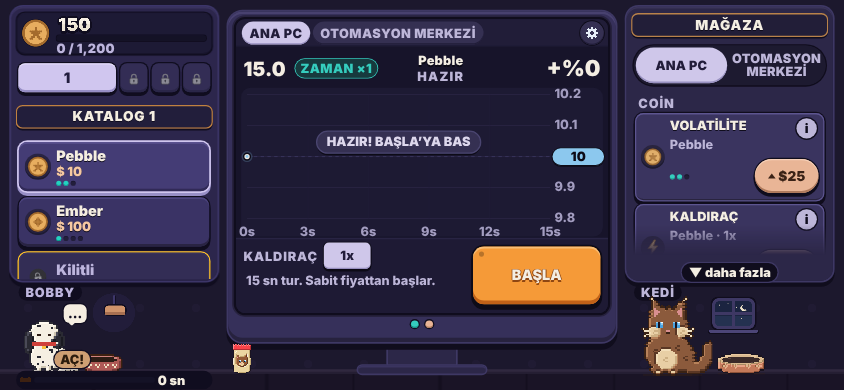 150
0 / 1,200
1
KATALOG 1
Pebble
$ 10
Ember
$ 100
Kilitli
BOBBY
...
AÇ!
0 sn
ANA PC
OTOMASYON MERKEZİ
15.0
ZAMAN ×1
Pebble
HAZIR
+%0
10.2
10.1
HAZIR! BAŞLA'YA BAS
10
9.9
9.8
0s 3s 6s 9s 12s 15s
KALDIRAÇ 1x
15 sn tur. Sabit fiyattan başlar.
BAŞLA
MAĞAZA
ANA PC
OTOMASYON
MERKEZİ
COİN
VOLATİLİTE
i
Pebble
$25
KALDIRAÇ
i
Pebble · 1x
▼ daha fazla
KEDİ